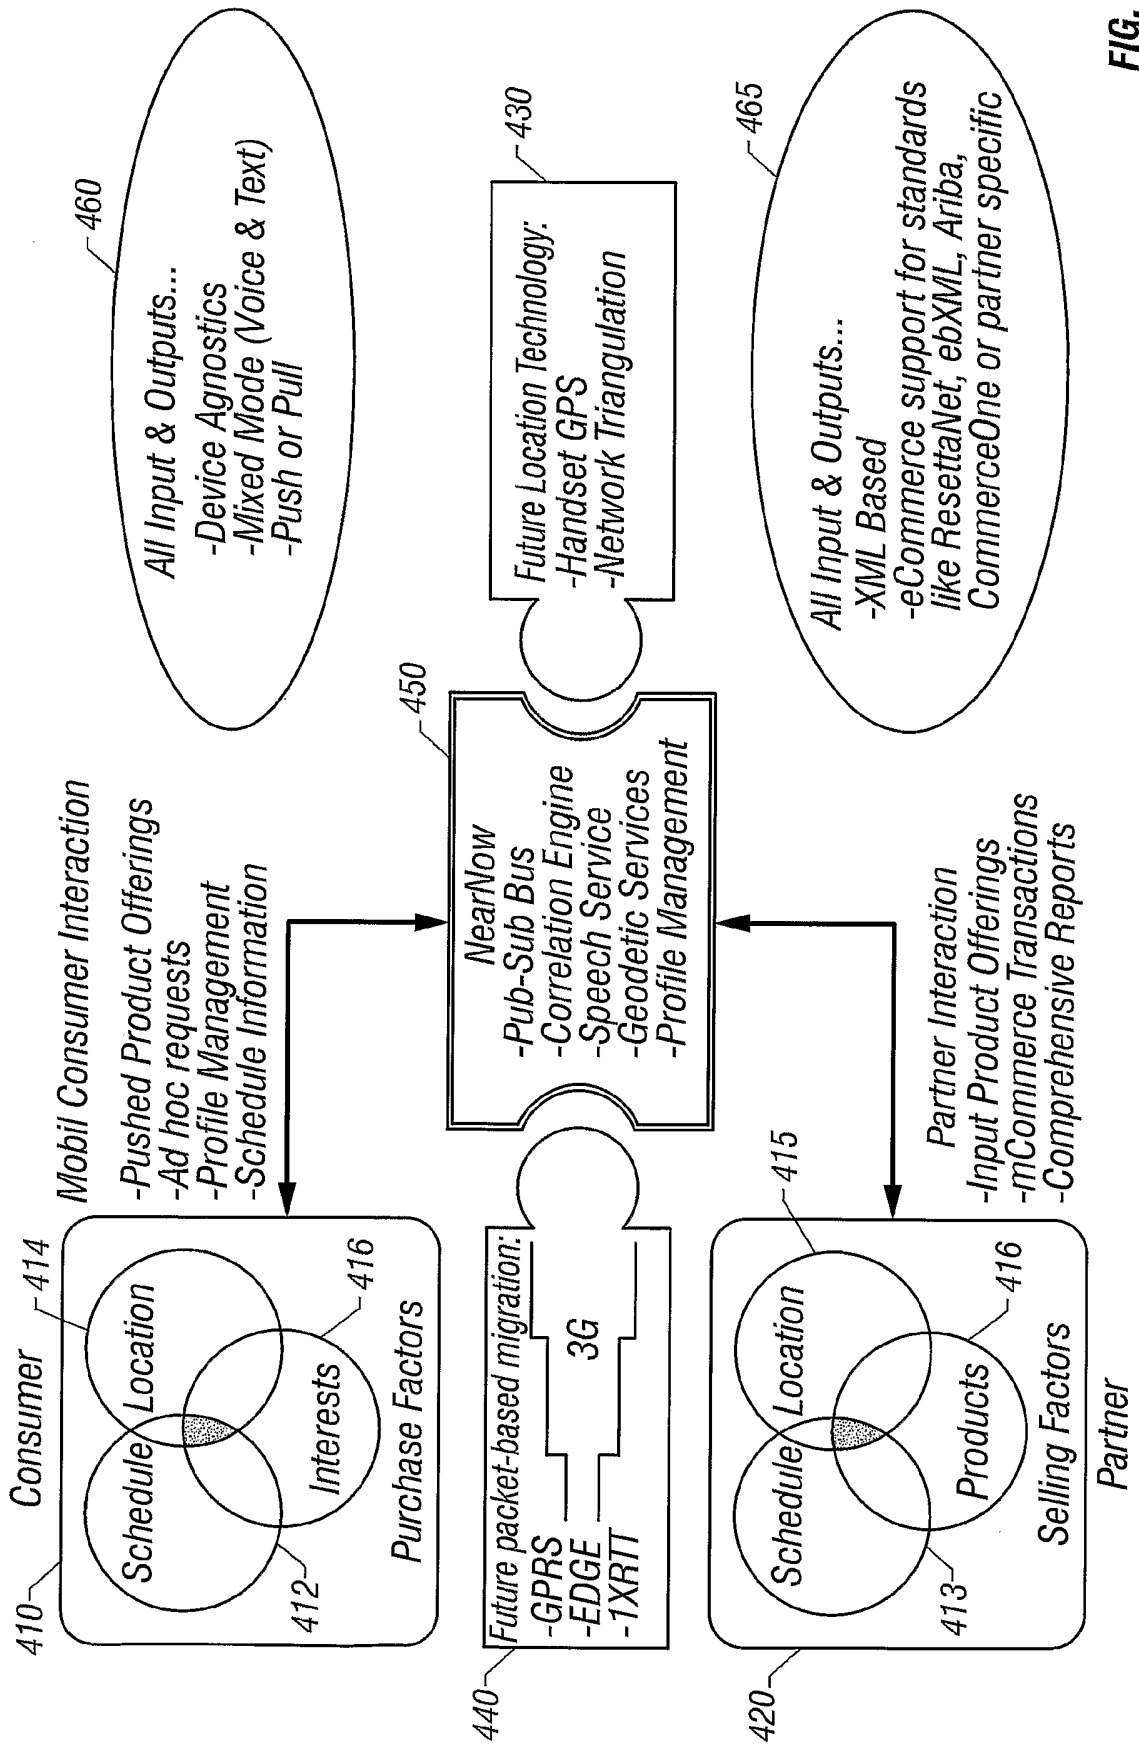 Consumer
410
Schedule
Location
414
412
Interests
416
Purchase Factors
Mobil Consumer Interaction
-Pushed Product Offerings
-Ad hoc requests
-Profile Management
-Schedule Information
460
All Input & Outputs...
-Device Agnostics
-Mixed Mode (Voice & Text)
-Push or Pull
440
Future packet-based migration:
-GPRS
-EDGE
-1XRTT
3G
450
NearNow
-Pub-Sub Bus
-Correlation Engine
-Speech Service
-Geodetic Services
-Profile Management
430
Future Location Technology:
-Handset GPS
-Network Triangulation
420
Schedule
Location
415
413
Products
416
Selling Factors
Partner
Partner Interaction
-Input Product Offerings
-mCommerce Transactions
-Comprehensive Reports
465
All Input & Outputs...
-XML Based
-eCommerce support for standards
like ResettaNet, ebXML, Ariba,
CommerceOne or partner specific
FIG.